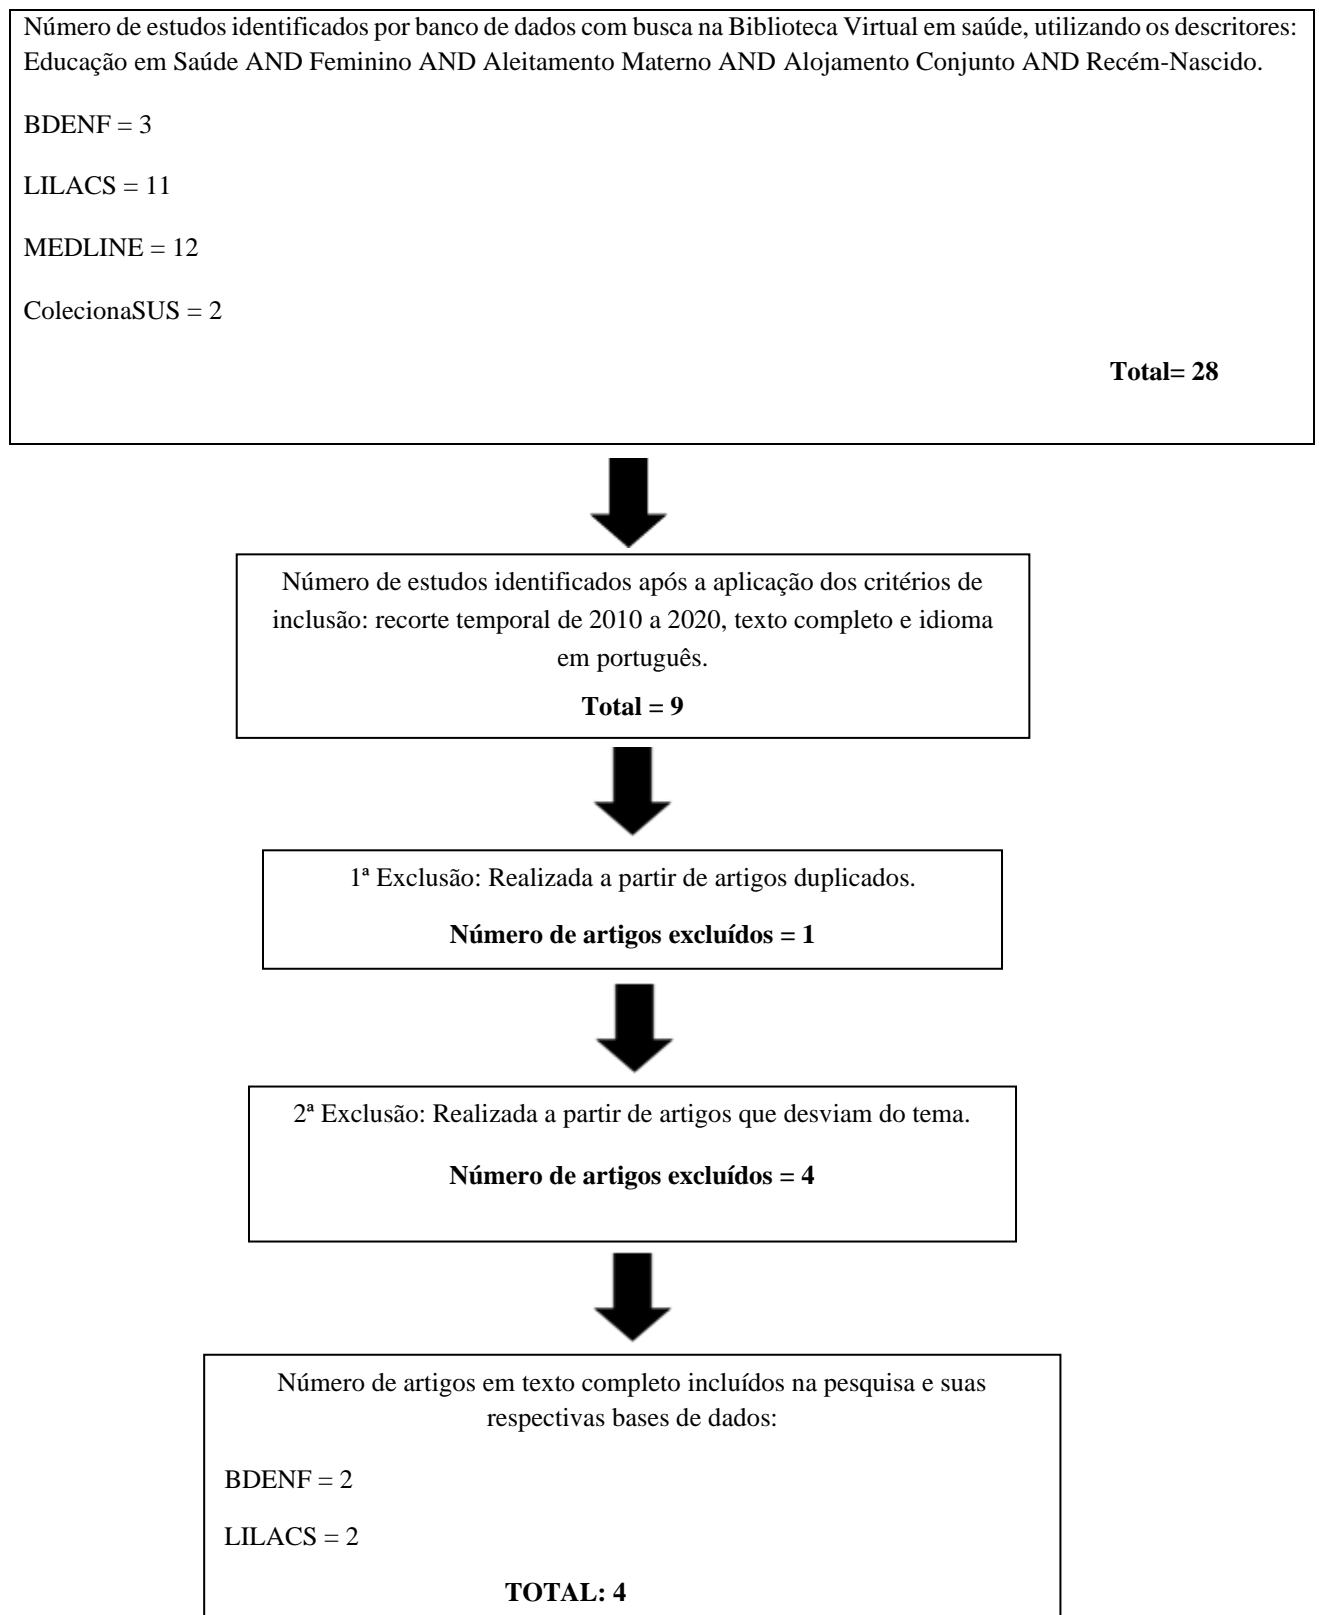 Número de estudos identificados por banco de dados com busca na Biblioteca Virtual em saúde, utilizando os descritores:
Educação em Saúde AND Feminino AND Aleitamento Materno AND Alojamento Conjunto AND Recém-Nascido.
BDENF = 3
LILACS = 11
MEDLINE = 12
ColecionaSUS = 2
Total= 28
Número de estudos identificados após a aplicação dos critérios de
inclusão: recorte temporal de 2010 a 2020, texto completo e idioma
em português.
Total = 9
1ª Exclusão: Realizada a partir de artigos duplicados.
Número de artigos excluídos = 1
2ª Exclusão: Realizada a partir de artigos que desviam do tema.
Número de artigos excluídos = 4
Número de artigos em texto completo incluídos na pesquisa e suas
respectivas bases de dados:
BDENF = 2
LILACS = 2
TOTAL: 4